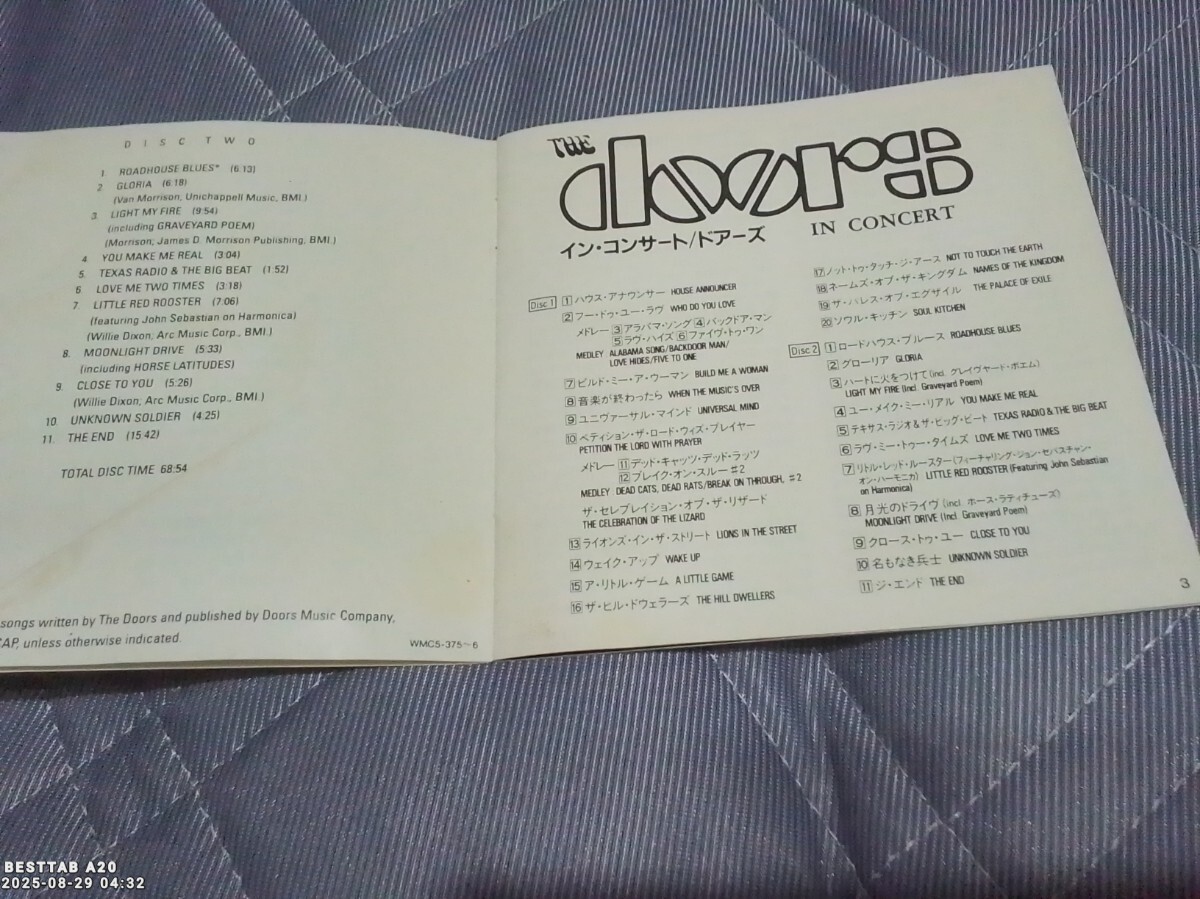 DISC TWO
1. ROADHOUSE BLUES* (6:13)
2. GLORIA (6:18)
(Van Morrison, Unichappell Music, BMI.)
3. LIGHT MY FIRE (9:54)
(including GRAVEYARD POEM)
(Morrison, James D. Morrison Publishing, BMI.)
4. YOU MAKE ME REAL (3:04)
5. TEXAS RADIO & THE BIG BEAT (1:52)
6. LOVE ME TWO TIMES (3:18)
7. LITTLE RED ROOSTER (7:06)
(featuring John Sebastian on Harmonica)
(Willie Dixon, Arc Music Corp., BMI.)
8. MOONLIGHT DRIVE (5:33)
(including HORSE LATITUDES)
9. CLOSE TO YOU (5:26)
(Willie Dixon, Arc Music Corp., BMI.)
10. UNKNOWN SOLDIER (4:25)
11. THE END (15:42)
TOTAL DISC TIME 68:54
songs written by The Doors and published by Doors Music Company,
CAP, unless otherwise indicated.
WMC5-375~6
THE
doors
IN CONCERT
イン・コンサート/ドアーズ
Disc 1 1 ハウス・アナウンサー HOUSE ANNOUNCER
2 フー・ドゥ・ユー・ラヴ WHO DO YOU LOVE
メドレー 3 アラバマ・ソング 4 バックドア・マン
5 ラヴ・ハイズ 6 ファイヴ・トゥ・ワン
MEDLEY ALABAMA SONG/BACKDOOR MAN/
LOVE HIDES/FIVE TO ONE
7 ビルド・ミー・ア・ウーマン BUILD ME A WOMAN
8 音楽が終わったら WHEN THE MUSIC'S OVER
9 ユニヴァーサル・マインド UNIVERSAL MIND
10 ペティション・ザ・ロード・ウィズ・プレイヤー
PETITION THE LORD WITH PRAYER
メドレー 11 デッド・キャッツ・デッド・ラッツ
12 ブレイク・オン・スルー #2
MEDLEY: DEAD CATS, DEAD RATS/BREAK ON THROUGH, #2
ザ・セレブレイション・オブ・ザ・リザード
THE CELEBRATION OF THE LIZARD
13 ライオンズ・イン・ザ・ストリート LIONS IN THE STREET
14 ウェイク・アップ WAKE UP
15 ア・リトル・ゲーム A LITTLE GAME
16 ザ・ヒル・ドウェラーズ THE HILL DWELLERS
17 ノット・トゥ・タッチ・ジ・アース NOT TO TOUCH THE EARTH
18 ネームズ・オブ・ザ・キングダム NAMES OF THE KINGDOM
19 ザ・パレス・オブ・エグザイル THE PALACE OF EXILE
20 ソウル・キッチン SOUL KITCHEN
Disc 2 1 ロードハウス・ブルース ROADHOUSE BLUES
2 グローリア GLORIA
3 ハートに火をつけて(incl. グレイヴヤード・ポエム)
LIGHT MY FIRE (Incl. Graveyard Poem)
4 ユー・メイク・ミー・リアル YOU MAKE ME REAL
5 テキサス・ラジオ&ザ・ビッグ・ビート TEXAS RADIO & THE BIG BEAT
6 ラヴ・ミー・トゥー・タイムズ LOVE ME TWO TIMES
7 リトル・レッド・ルースター(フィーチャリング・ジョン・セバスチャン・
オン・ハーモニカ) LITTLE RED ROOSTER (Featuring John Sebastian
on Harmonica)
8 月光のドライヴ(incl. ホース・ラティチューズ)
MOONLIGHT DRIVE (Incl. Graveyard Poem)
9 クロース・トゥ・ユー CLOSE TO YOU
10 名もなき兵士 UNKNOWN SOLDIER
11 ジ・エンド THE END
3
BESTTAB A20
2025-08-29 04:32